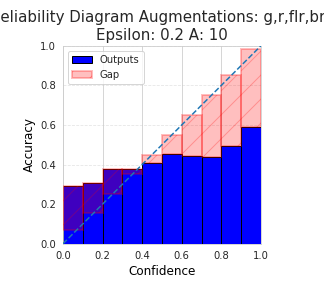 eliability Diagram Augmentations: g,r,flr,br
Epsilon: 0.2 A: 10
Outputs
Gap
Accuracy
1.0
0.8
0.6
0.4
0.2
0.0
0.0 0.2 0.4 0.6 0.8 1.0
Confidence